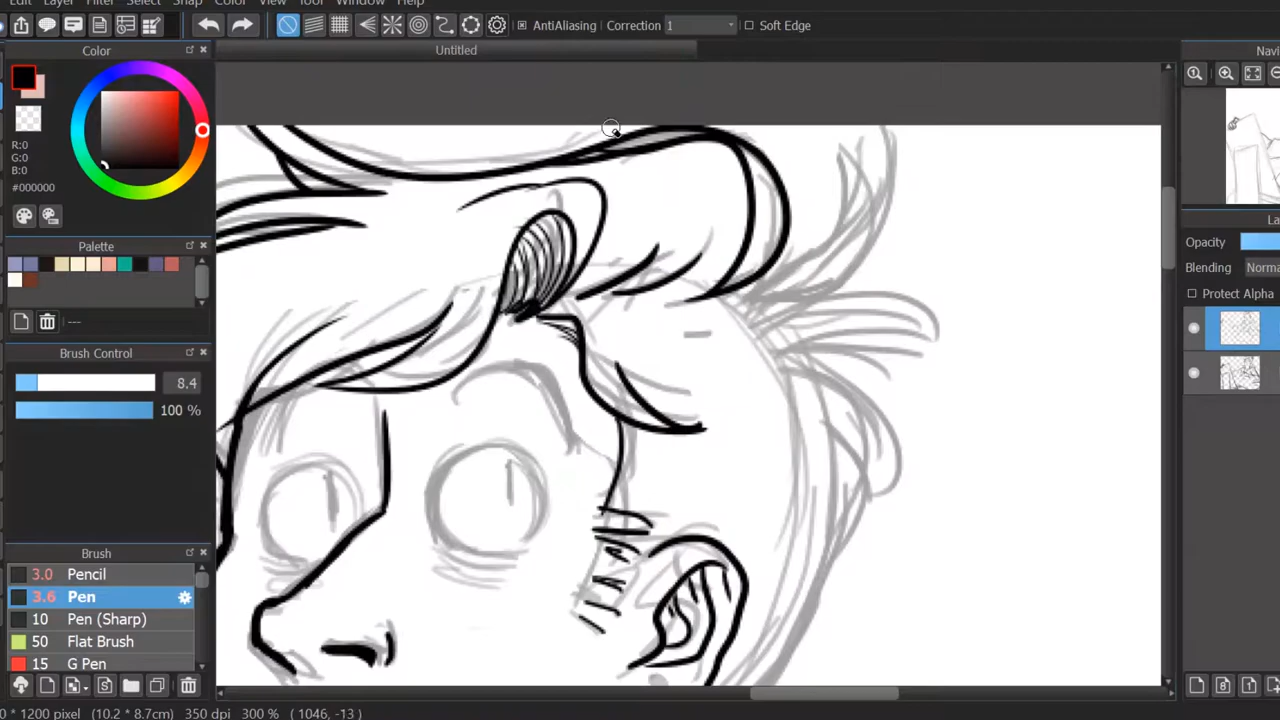 Layer Filter Select Snap Color View Tool Window Help
AntiAliasing Correction 1 Soft Edge
Untitled
Color
Navi
R:0
G:0
B:0
#000000
Palette
---
Brush Control
8.4
100 %
Brush
3.0 Pencil
3.6 Pen
10 Pen (Sharp)
50 Flat Brush
15 G Pen
La
Opacity
Blending Norma
Protect Alpha
0 * 1200 pixel (10.2 * 8.7cm) 350 dpi 300 % ( 1046, -13 )